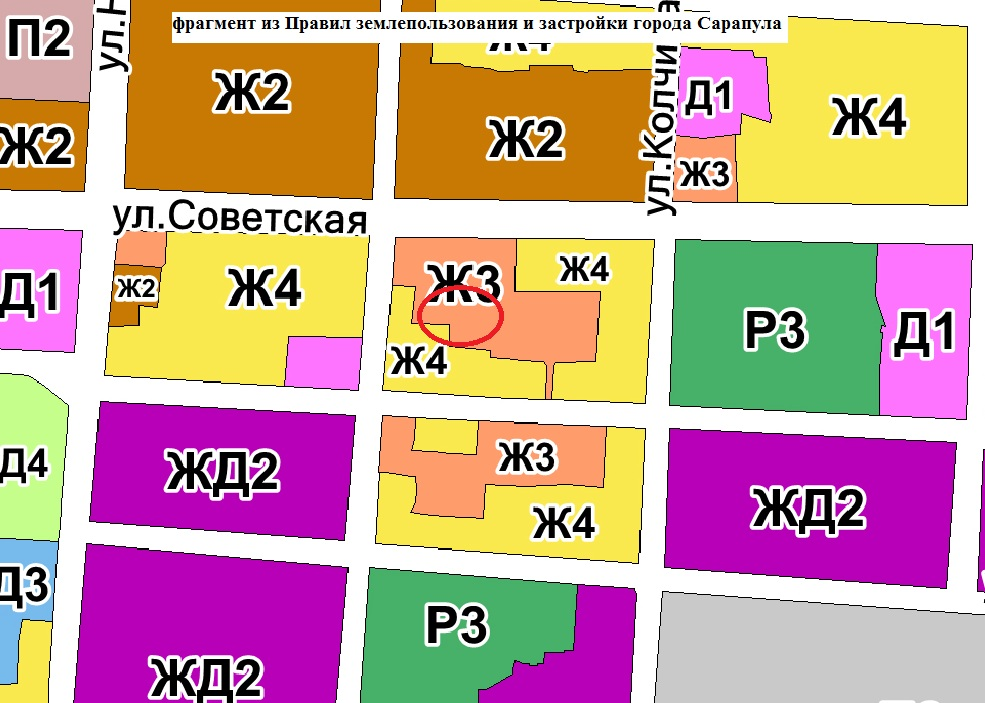 фрагмент из Правил землепользования и застройки города Сарапула
П2
ул.Н
Ж2
Ж4
Ж2
ул.Колчи
Д1
Ж4
Ж2
Ж3
ул.Советская
Д1
Ж2
Ж4
Ж3
Ж4
Ж4
Р3
Д1
Д4
ЖД2
Ж3
Ж4
ЖД2
Д3
ЖД2
Р3